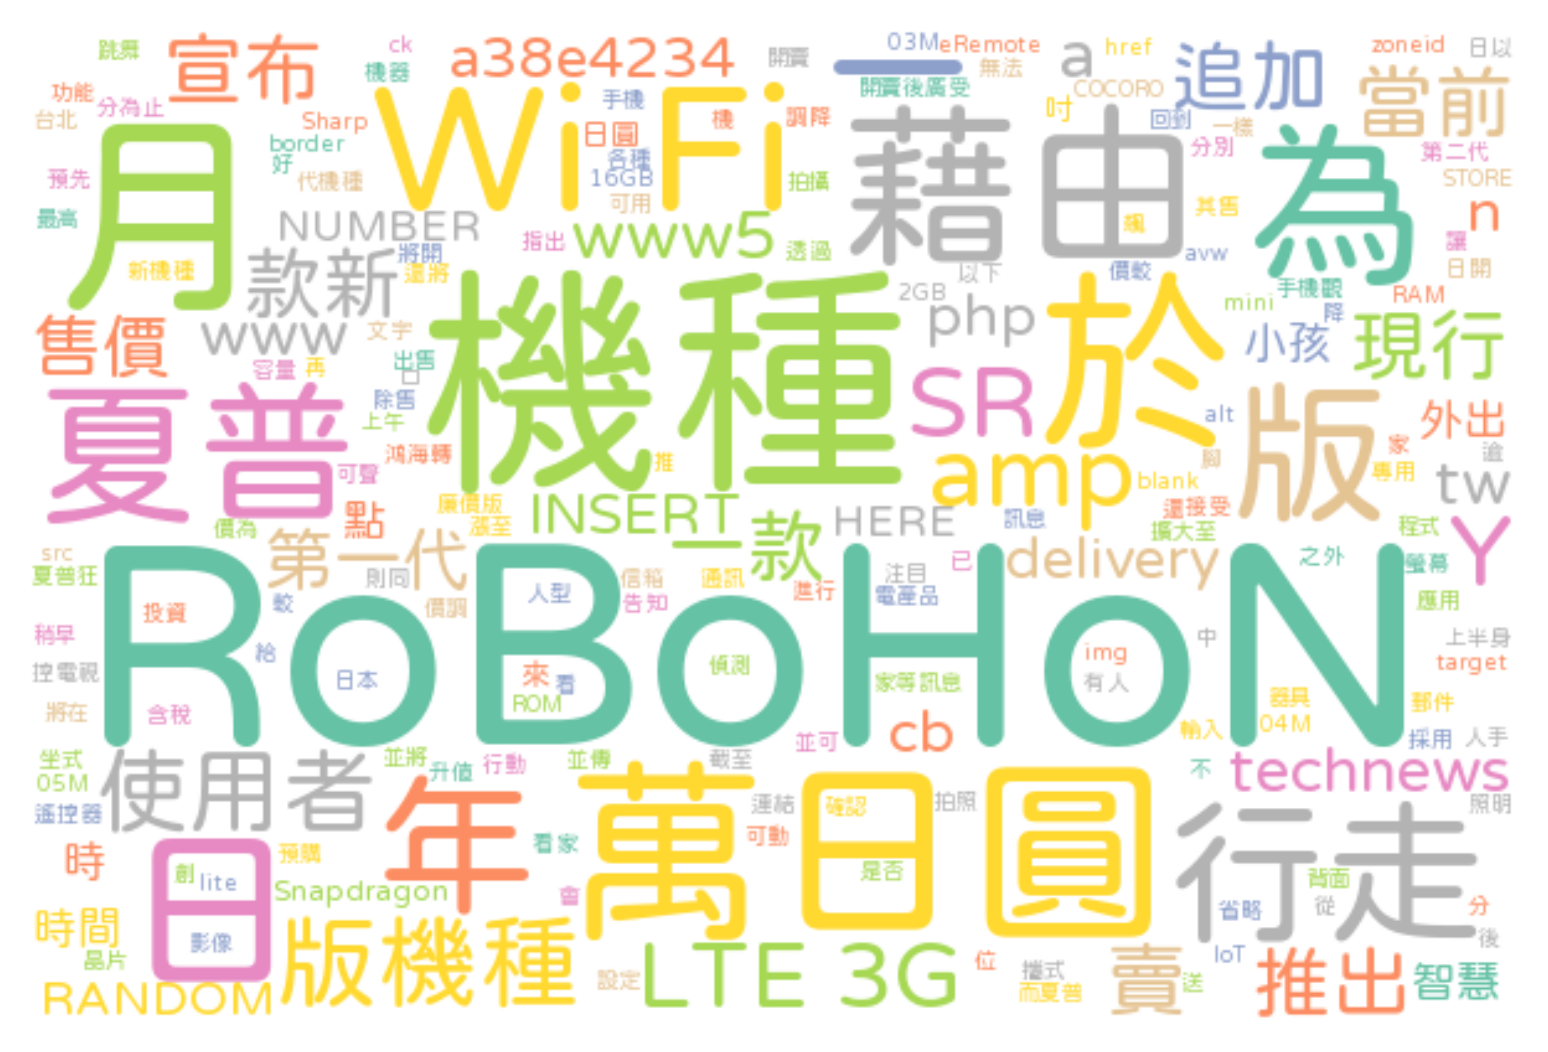 跳舞 宣布 ck a38e4234 開賣 03M eRemote a href 追加 zoneid 日以
機器 一 無法 當前
功能 分為止 WiFi 手機 開賣後廣受 COCORO
台北 月 Sharp 日圓 機 調降 藉由 吋 回到 一樣 為
border 各種 分別 第二代
預先 好 代機種 16GB 拍攝 STORE
最高 NUMBER 可用 飆 其售 n
款新 將開 指出 www5 透過 avw 讓
新機種 還將 以下 價較 日開
2GB mini 手機觀 RAM
售價 www 文字 機種 php 於 降 小孩 現行
容量 再 出售
夏普 除售 SR alt 版 外出
上午 家
鴻海轉 腳 逾
可聲 推 amp blank 專用 tw
廉價版 INSERT 還接受
點 漲至 一款 HERE 訊息 擴大至 程式 Y
價為 第一代 已 delivery 之外
src 則同 信箱 通訊 注目 螢幕
夏普狂 較 人型 進行 電產品 應用
投資 價調 告知
稍早 RoBoHoN 中 上半身
給 偵測 img target
控電視 日本 來 看 家等訊息 有人
ROM 器具 郵件
將在 含稅 cb 04M
並可 輸入 採用 人手
坐式 使用者 並將 行動 並傳 截至 不 technews
05M 升值
遙控器 年 萬日圓 連結 確認 拍照 行走 照明
時 日 預購 看家 可動
創 lite Snapdragon 會 是否 背面
時間 影像 版機種 省略 從 分
晶片 後
設定 LTE 3G 位 攜式 賣 IoT 推出 智慧
RANDOM 而夏普 送